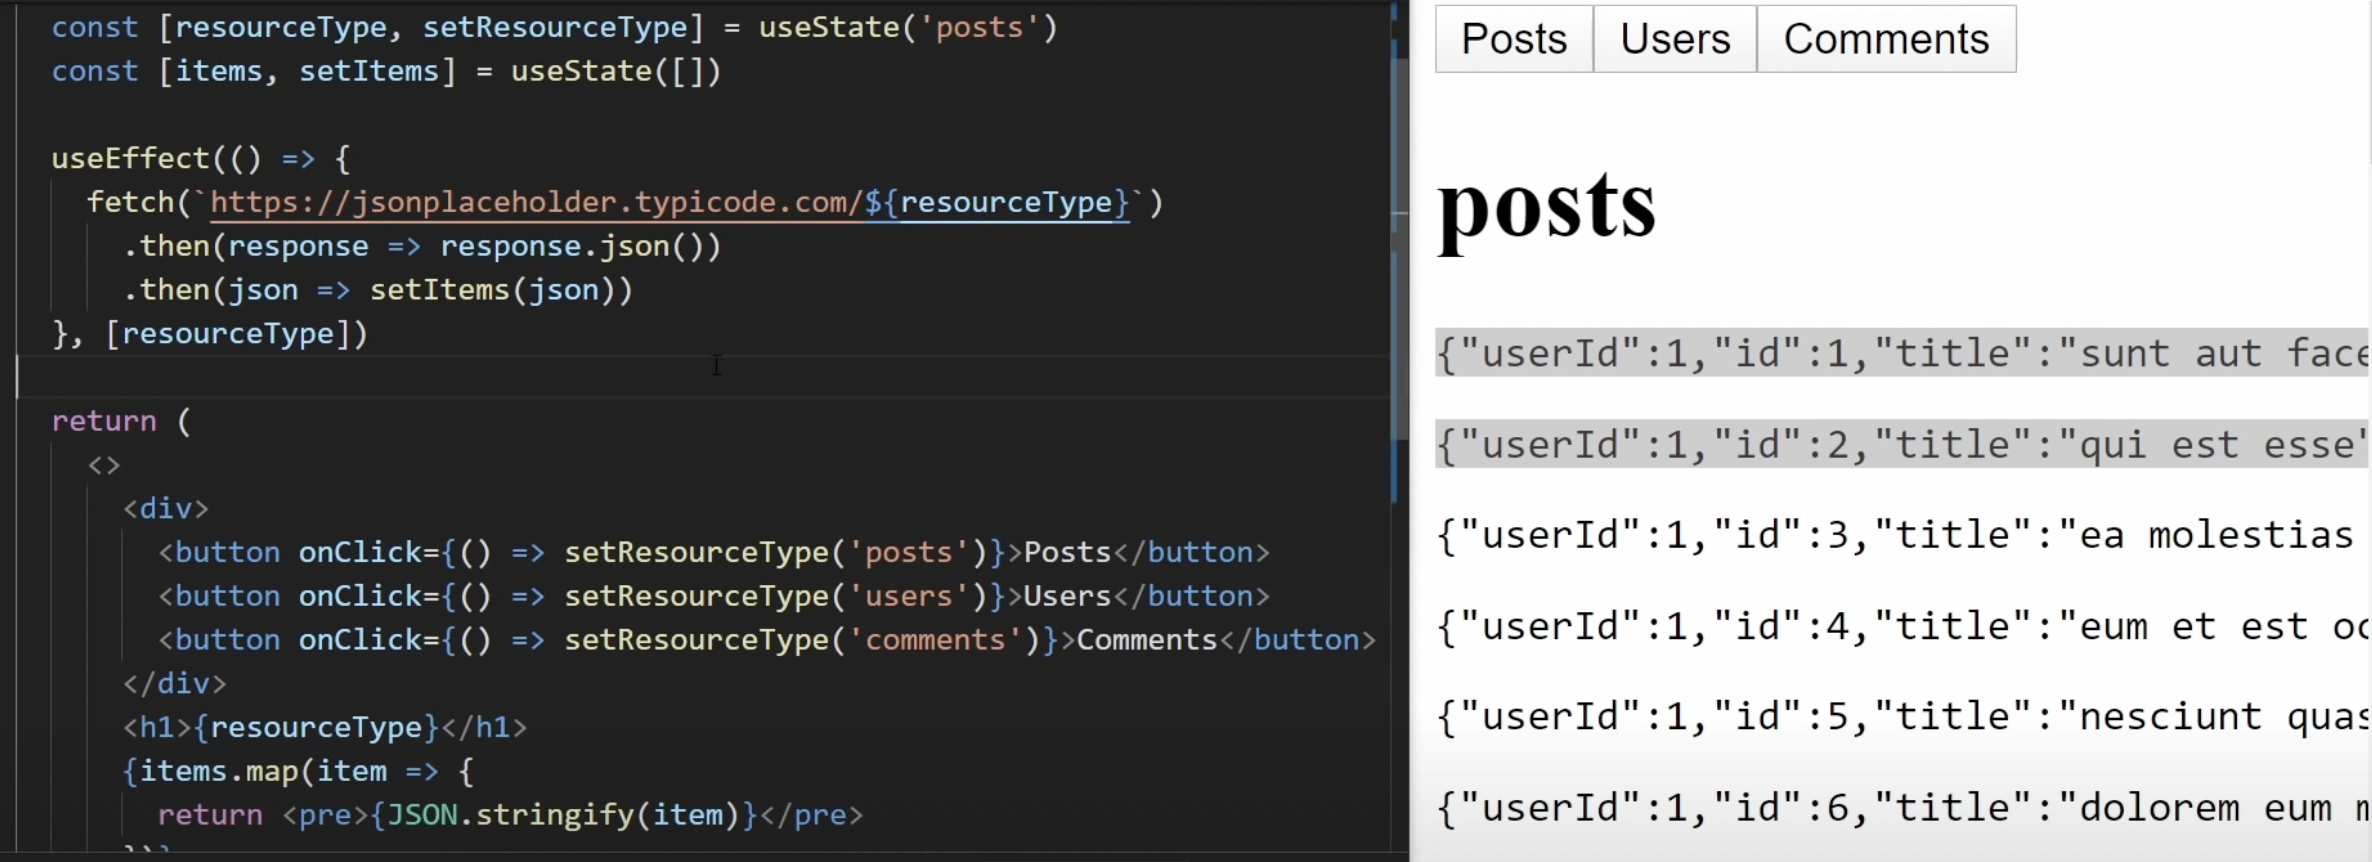 const [resourceType, setResourceType] = useState('posts')
const [items, setItems] = useState([])
useEffect(() => {
fetch(`https://jsonplaceholder.typicode.com/${resourceType}`)
.then(response => response.json())
.then(json => setItems(json))
}, [resourceType])
return (
<>
<div>
<button onClick={() => setResourceType('posts')}>Posts</button>
<button onClick={() => setResourceType('users')}>Users</button>
<button onClick={() => setResourceType('comments')}>Comments</button>
</div>
<h1>{resourceType}</h1>
{items.map(item => {
return <pre>{JSON.stringify(item)}</pre>
})}
Posts Users Comments
posts
{"userId":1,"id":1,"title":"sunt aut face
{"userId":1,"id":2,"title":"qui est esse"
{"userId":1,"id":3,"title":"ea molestias
{"userId":1,"id":4,"title":"eum et est oc
{"userId":1,"id":5,"title":"nesciunt quas
{"userId":1,"id":6,"title":"dolorem eum m